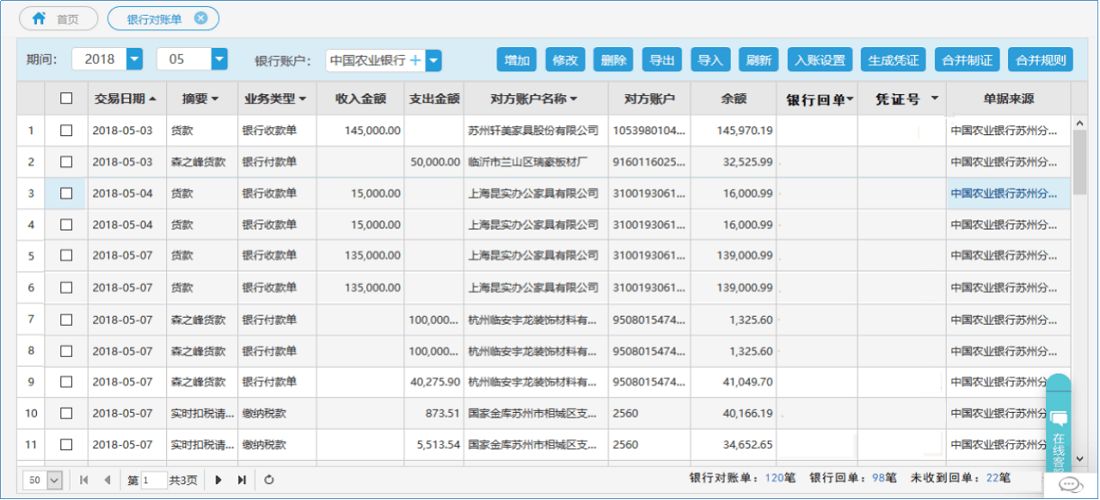 首页 银行对账单
期间： 2018 05 银行账户： 中国农业银行 增加 修改 删除 导出 导入 刷新 入账设置 生成凭证 合并制证 合并规则
交易日期 摘要 业务类型 收入金额 支出金额 对方账户名称 对方账户 余额 银行回单 凭证号 单据来源
1 2018-05-03 货款 银行收款单 145,000.00 苏州轩美家具股份有限公司 1053980104... 145,970.19 中国农业银行苏州分...
2 2018-05-03 森之峰货款 银行付款单 50,000.00 临沂市兰山区瑞豪板材厂 9160116025... 32,525.99 中国农业银行苏州分...
3 2018-05-04 货款 银行收款单 15,000.00 上海昆实办公家具有限公司 3100193061... 16,000.99 中国农业银行苏州分...
4 2018-05-04 货款 银行收款单 15,000.00 上海昆实办公家具有限公司 3100193061... 16,000.99 中国农业银行苏州分...
5 2018-05-07 货款 银行收款单 135,000.00 上海昆实办公家具有限公司 3100193061... 139,000.99 中国农业银行苏州分...
6 2018-05-07 货款 银行收款单 135,000.00 上海昆实办公家具有限公司 3100193061... 139,000.99 中国农业银行苏州分...
7 2018-05-07 森之峰货款 银行付款单 100,000... 杭州临安宇龙装饰材料有... 9508015474... 1,325.60 中国农业银行苏州分...
8 2018-05-07 森之峰货款 银行付款单 100,000... 杭州临安宇龙装饰材料有... 9508015474... 1,325.60 中国农业银行苏州分...
9 2018-05-07 森之峰货款 银行付款单 40,275.90 杭州临安宇龙装饰材料有... 9508015474... 41,049.70 中国农业银行苏州分...
10 2018-05-07 实时扣税请... 缴纳税款 873.51 国家金库苏州市相城区支... 2560 40,166.19 中国农业银行苏州分...
11 2018-05-07 实时扣税请... 缴纳税款 5,513.54 国家金库苏州市相城区支... 2560 34,652.65 中国农业银行苏州分...
在线客服
50 第 1 共3页 银行对账单：120笔 银行回单：98笔 未收到回单：22笔